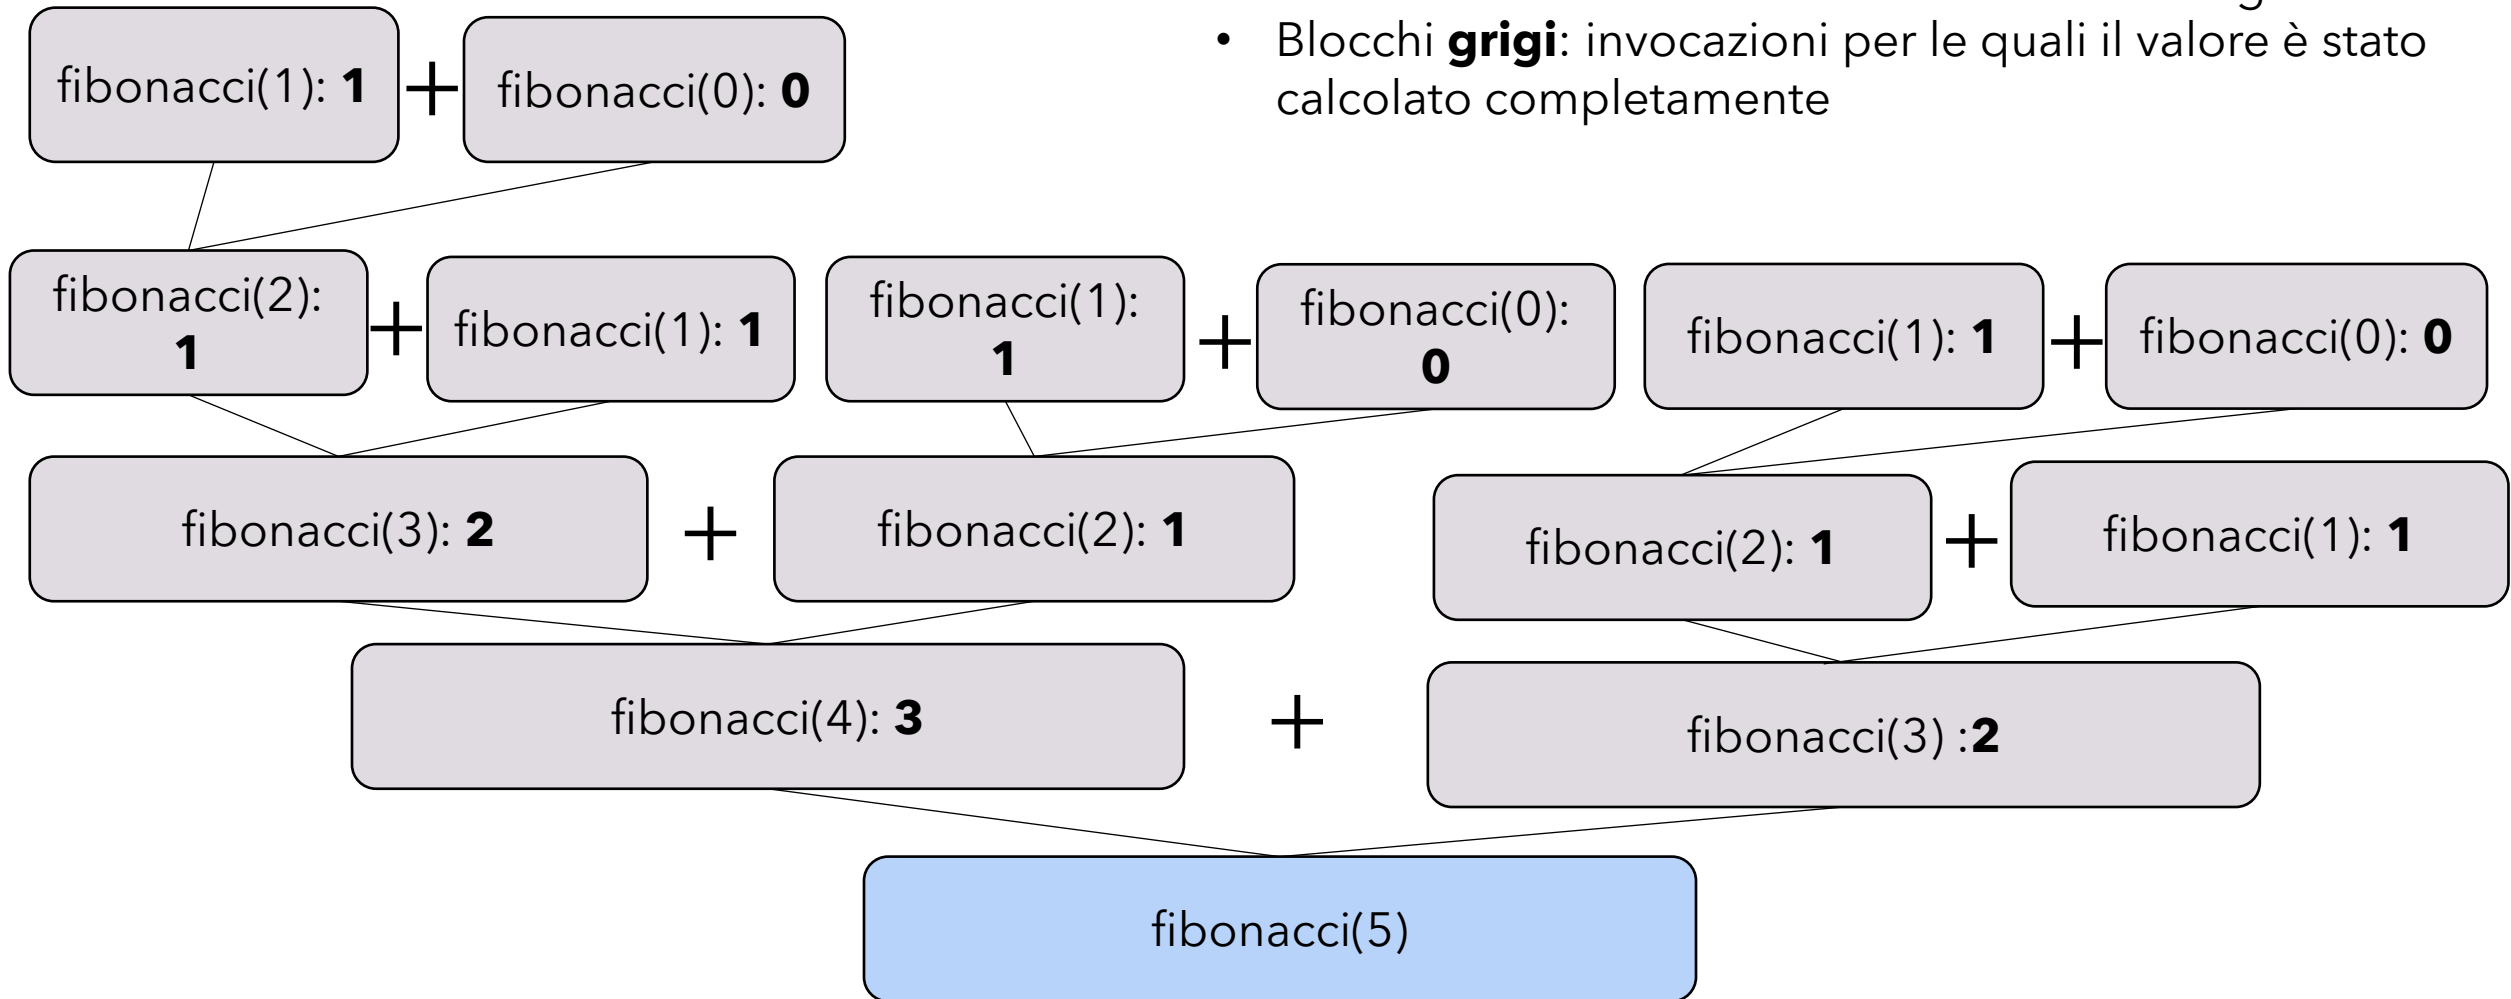 • Blocchi grigi: invocazioni per le quali il valore è stato
calcolato completamente
fibonacci(1): 1 + fibonacci(0): 0
fibonacci(2):
1
+
fibonacci(1): 1
fibonacci(1):
1
+
fibonacci(0):
0
fibonacci(1): 1 + fibonacci(0): 0
fibonacci(3): 2 + fibonacci(2): 1
fibonacci(2): 1 + fibonacci(1): 1
fibonacci(4): 3 + fibonacci(3) :2
fibonacci(5)